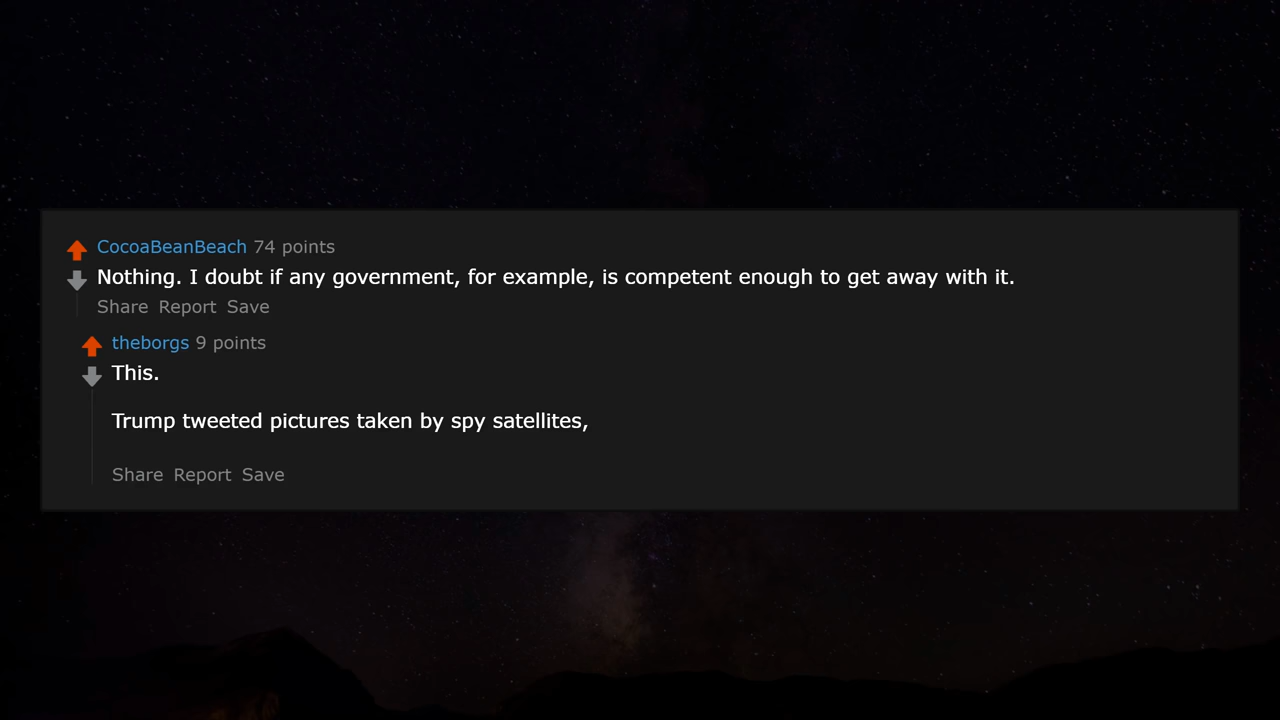 CocoaBeanBeach 74 points
Nothing. I doubt if any government, for example, is competent enough to get away with it.
Share Report Save
theborgs 9 points
This.
Trump tweeted pictures taken by spy satellites,
Share Report Save